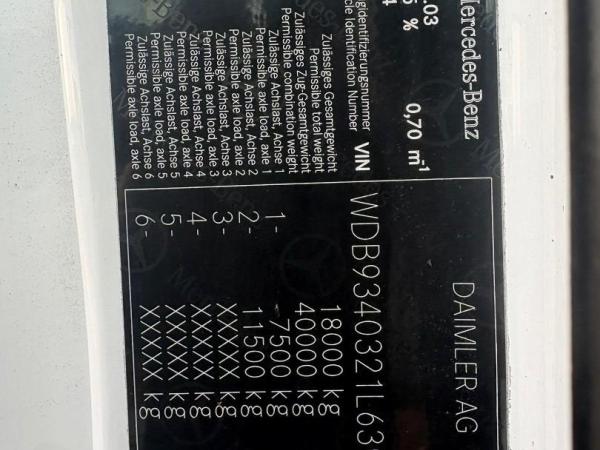 Mercedes-Benz
.03
5 %
4
0,70 m⁻¹
DAIMLER AG
gidentifizierungsnummer
cle Identification Number
VIN
WDB9340321L63
Zulässiges Gesamtgewicht
Permissible total weight
18000 kg
Zulässiges Zug-Gesamtgewicht
Permissible combination weight
40000 kg
Zulässige Achslast, Achse 1
Permissible axle load, axle 1
1- 7500 kg
Zulässige Achslast, Achse 2
Permissible axle load, axle 2
2- 11500 kg
Zulässige Achslast, Achse 3
Permissible axle load, axle 3
3- XXXXX kg
Zulässige Achslast, Achse 4
Permissible axle load, axle 4
4- XXXXX kg
Zulässige Achslast, Achse 5
Permissible axle load, axle 5
5- XXXXX kg
Zulässige Achslast, Achse 6
Permissible axle load, axle 6
6- XXXXX kg